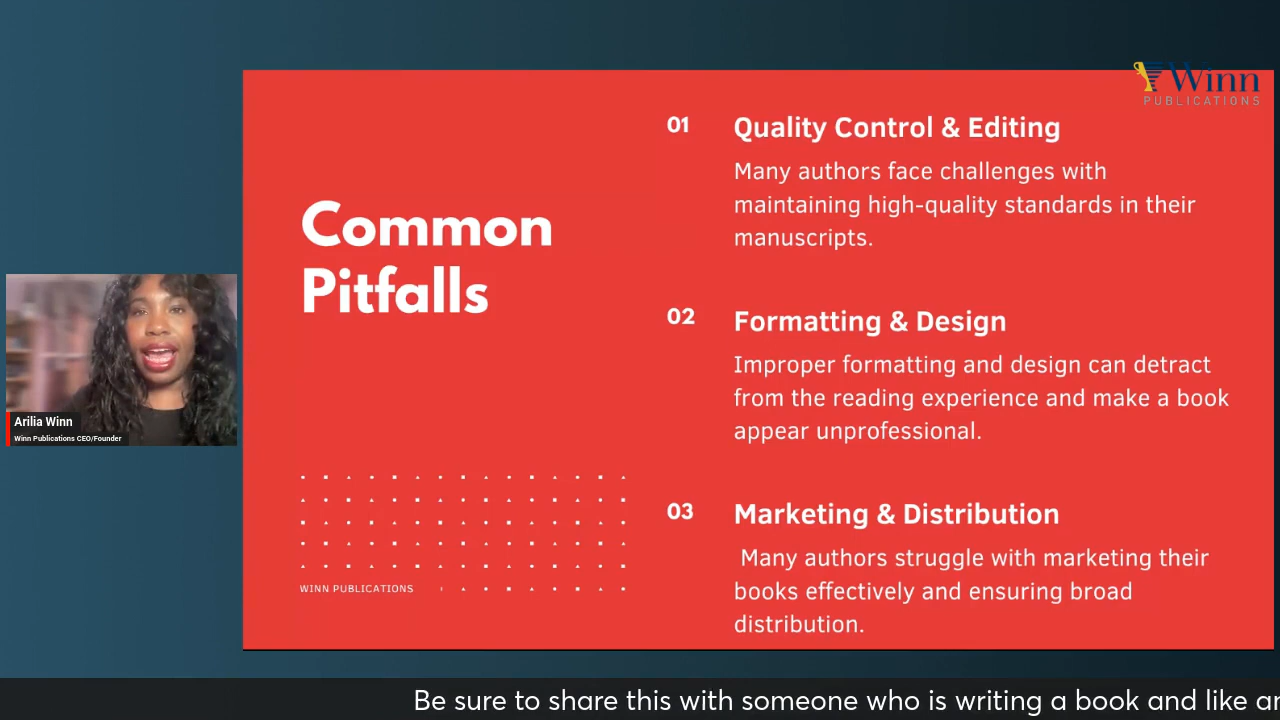 Winn
PUBLICATIONS
Common
Pitfalls
01
Quality Control & Editing
Many authors face challenges with
maintaining high-quality standards in their
manuscripts.
02
Formatting & Design
Improper formatting and design can detract
from the reading experience and make a book
appear unprofessional.
03
Marketing & Distribution
Many authors struggle with marketing their
books effectively and ensuring broad
distribution.
WINN PUBLICATIONS
Arilia Winn
Winn Publications CEO/Founder
Be sure to share this with someone who is writing a book and like